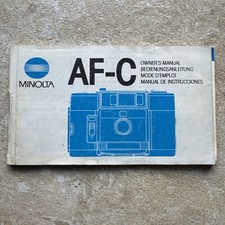 MINOLTA
AF-C
OWNER'S MANUAL
BEDIENUNGSANLEITUNG
MODE D'EMPLOI
MANUAL DE INSTRUCCIONES